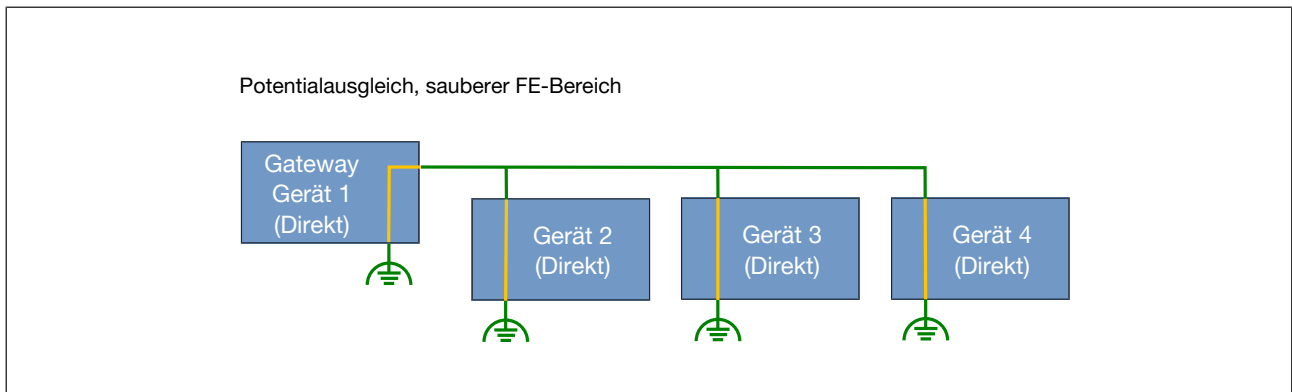 Potentialausgleich, sauberer FE-Bereich
Gateway
Gerät 1
(Direkt)
Gerät 2
(Direkt)
Gerät 3
(Direkt)
Gerät 4
(Direkt)